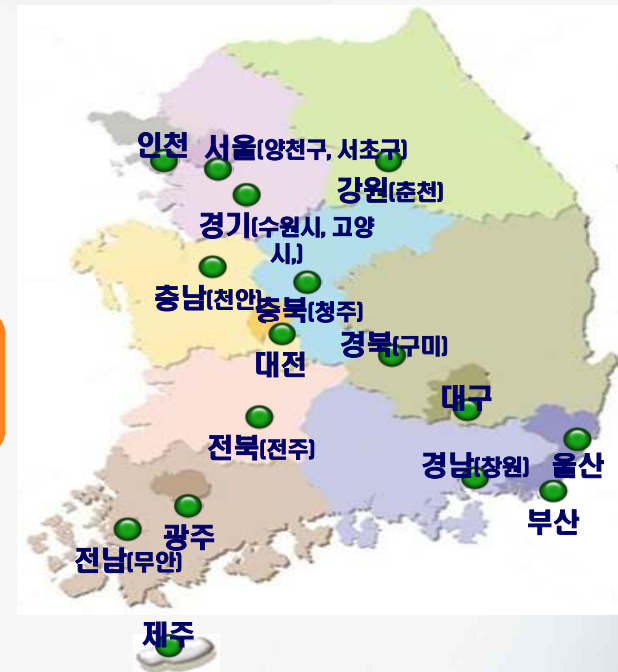 인천
서울(양천구, 서초구)
강원(춘천)
경기(수원시, 고양
시,)
충남(천안)
충북(청주)
대전
경북(구미)
대구
전북(전주)
경남(창원)
울산
부산
광주
전남(무안)
제주